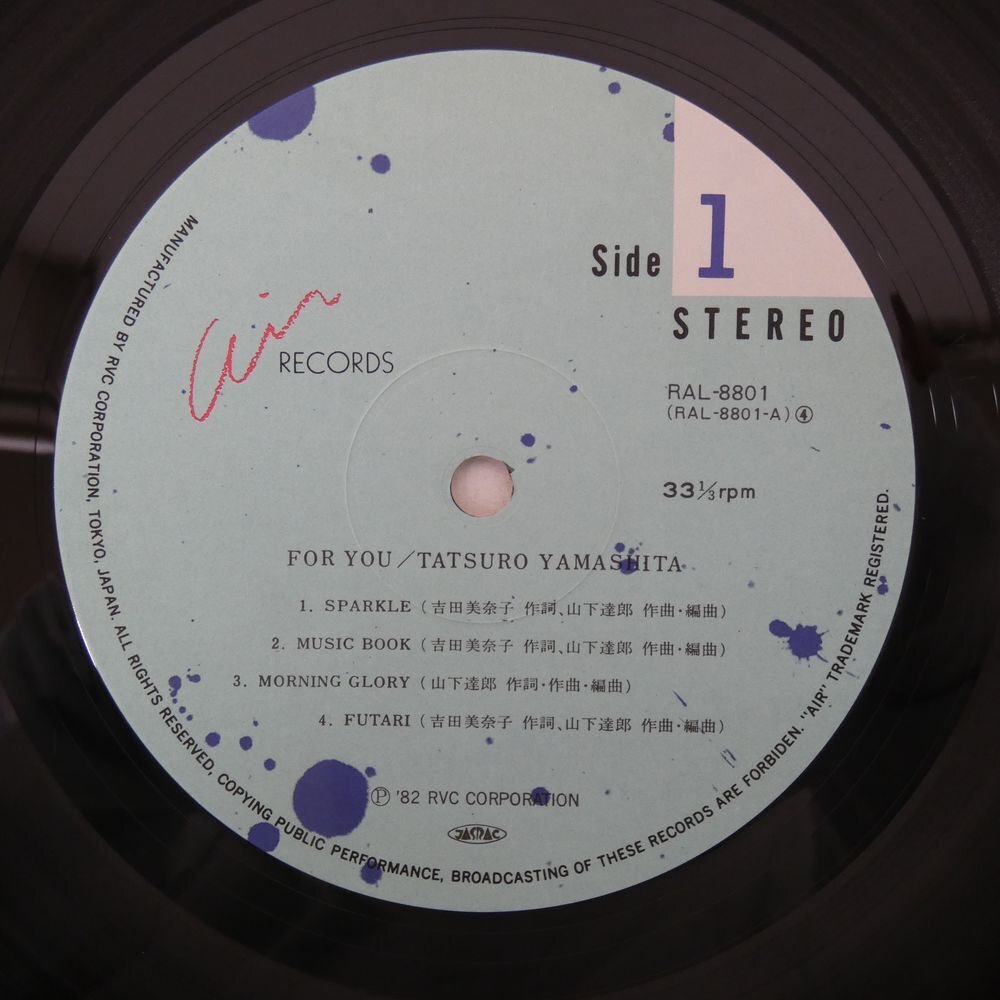 Side 1
STEREO
Air
RECORDS
RAL-8801
(RAL-8801-A)④
33⅓rpm
FOR YOU／TATSURO YAMASHITA
1. SPARKLE (吉田美奈子 作詞、山下達郎 作曲・編曲)
2. MUSIC BOOK (吉田美奈子 作詞、山下達郎 作曲・編曲)
3. MORNING GLORY (山下達郎 作詞・作曲・編曲)
4. FUTARI (吉田美奈子 作詞、山下達郎 作曲・編曲)
Ⓟ '82 RVC CORPORATION
JASRAC
MANUFACTURED BY RVC CORPORATION, TOKYO, JAPAN. ALL RIGHTS RESERVED, COPYING PUBLIC PERFORMANCE, BROADCASTING OF THESE RECORDS ARE FORBIDEN. "AIR" TRADEMARK REGISTERED.